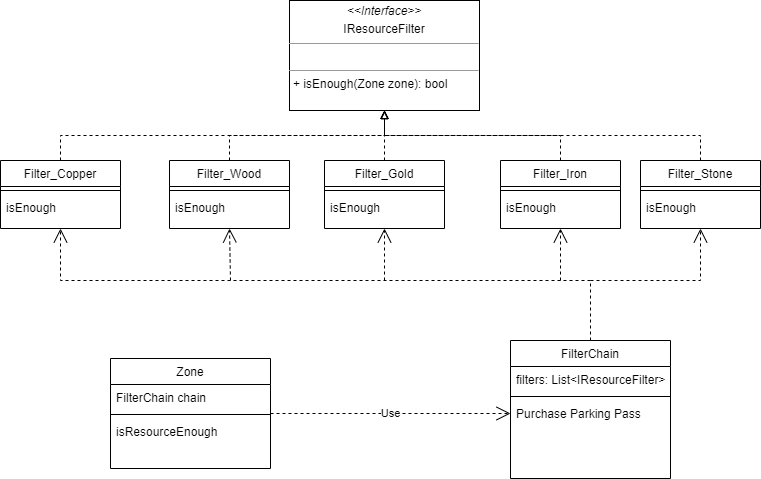 <<Interface>>
IResourceFilter
+ isEnough(Zone zone): bool
Filter_Copper
isEnough
Filter_Wood
isEnough
Filter_Gold
isEnough
Filter_Iron
isEnough
Filter_Stone
isEnough
Zone
FilterChain chain
isResourceEnough
Use
FilterChain
filters: List<IResourceFilter>
Purchase Parking Pass